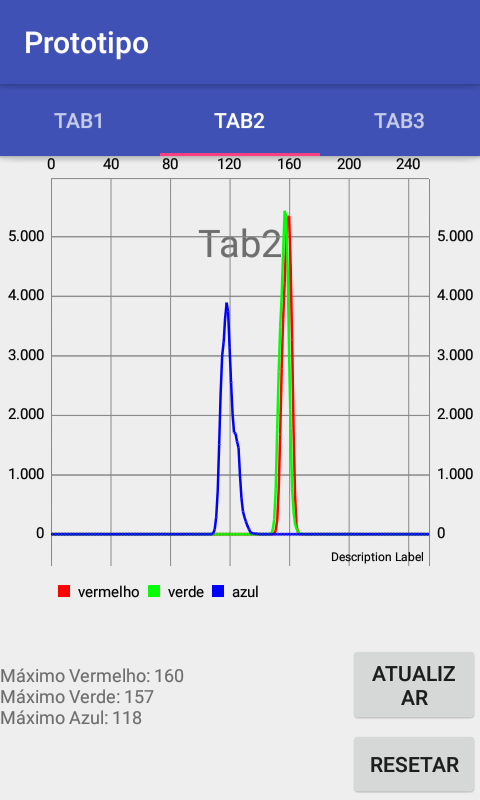 Prototipo
TAB1 TAB2 TAB3
0 40 80 120 160 200 240
Tab2
5.000 5.000
4.000 4.000
3.000 3.000
2.000 2.000
1.000 1.000
0 0
Description Label
vermelho verde azul
Máximo Vermelho: 160
Máximo Verde: 157
Máximo Azul: 118
ATUALIZ
AR
RESETAR